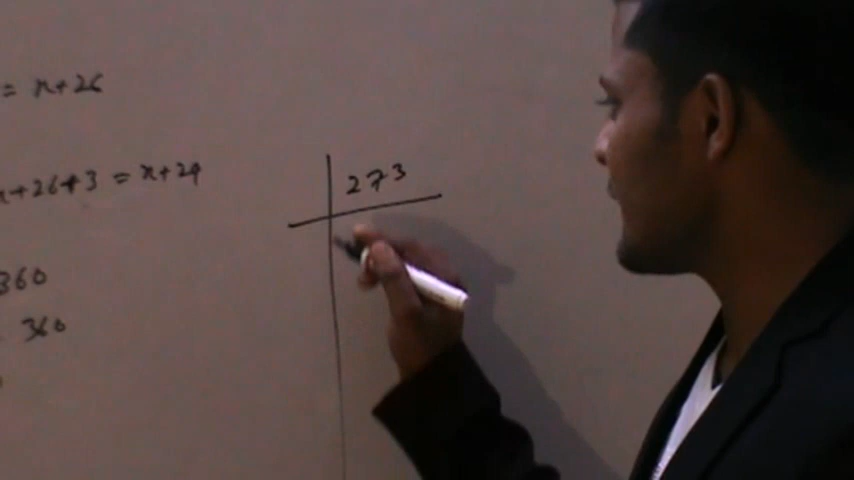 = x+26
x+26+3 = x+29
360
360
273